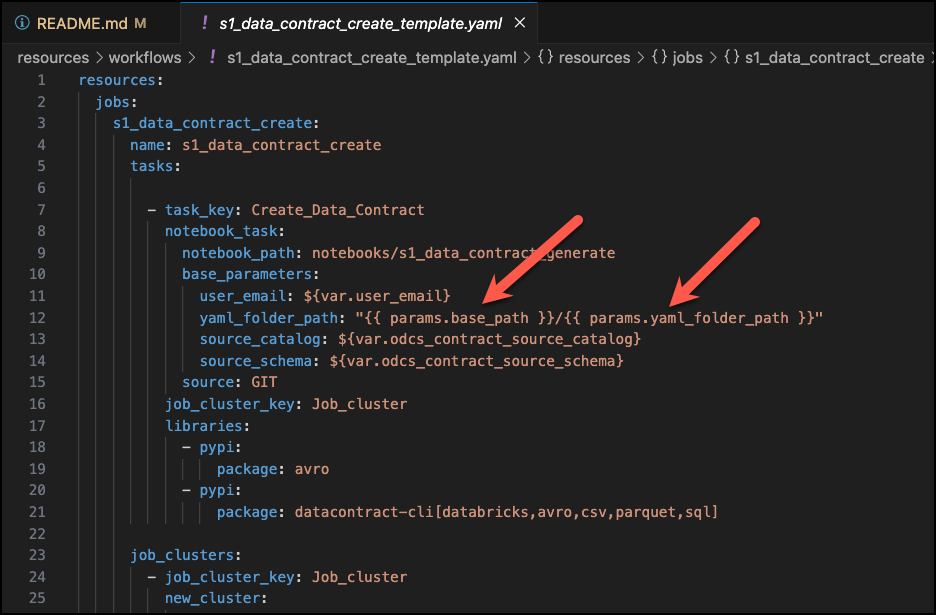 README.md M ! s1_data_contract_create_template.yaml ×
resources > workflows > ! s1_data_contract_create_template.yaml > {} resources > {} jobs > {} s1_data_contract_create
1 resources:
2 jobs:
3 s1_data_contract_create:
4 name: s1_data_contract_create
5 tasks:
6
7 - task_key: Create_Data_Contract
8 notebook_task:
9 notebook_path: notebooks/s1_data_contract_generate
10 base_parameters:
11 user_email: ${var.user_email}
12 yaml_folder_path: "{{ params.base_path }}/{{ params.yaml_folder_path }}"
13 source_catalog: ${var.odcs_contract_source_catalog}
14 source_schema: ${var.odcs_contract_source_schema}
15 source: GIT
16 job_cluster_key: Job_cluster
17 libraries:
18 - pypi:
19 package: avro
20 - pypi:
21 package: datacontract-cli[databricks,avro,csv,parquet,sql]
22
23 job_clusters:
24 - job_cluster_key: Job_cluster
25 new_cluster: